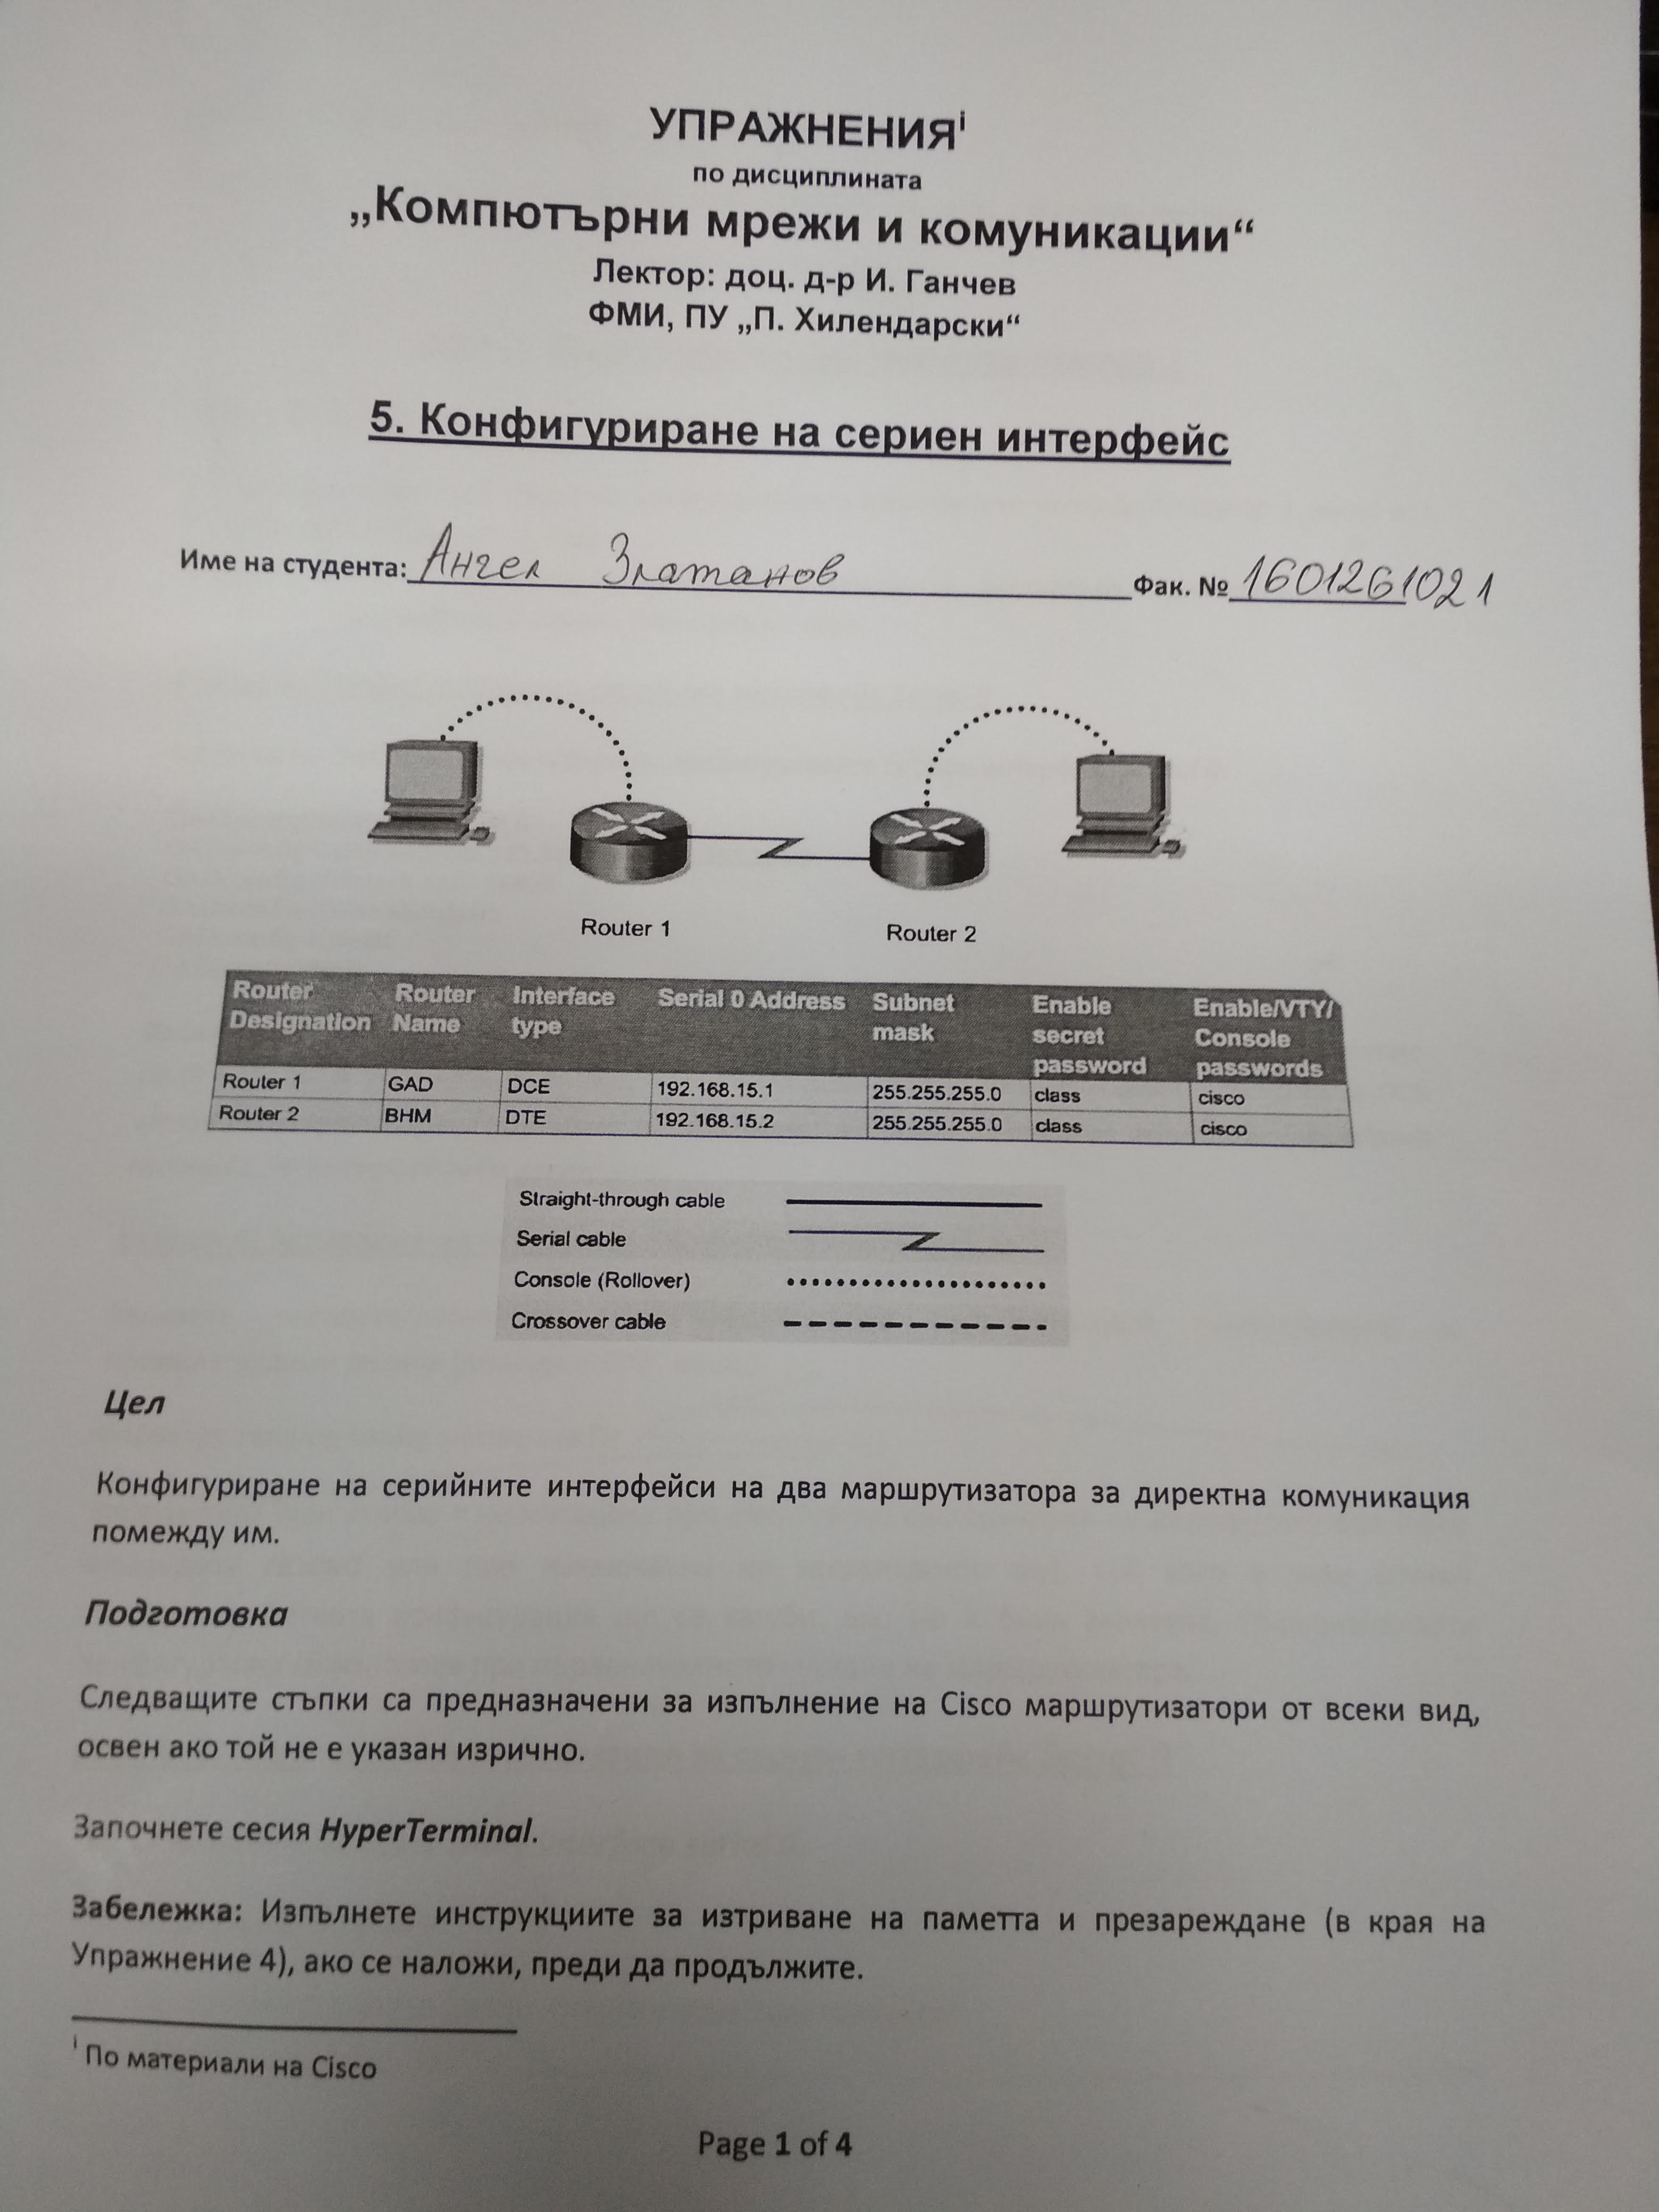 УПРАЖНЕНИЯⁱ
по дисциплината
„Компютърни мрежи и комуникации“
Лектор: доц. д-р И. Ганчев
ФМИ, ПУ „П. Хилендарски“
5. Конфигуриране на сериен интерфейс
Име на студента: Ангел Златанов Фак. № 1601261021
Router 1 Router 2
Router Designation Router Name Interface type Serial 0 Address Subnet mask Enable secret password Enable/VTY/Console passwords
Router 1 GAD DCE 192.168.15.1 255.255.255.0 class cisco
Router 2 BHM DTE 192.168.15.2 255.255.255.0 class cisco
Straight-through cable
Serial cable
Console (Rollover)
Crossover cable
Цел
Конфигуриране на серийните интерфейси на два маршрутизатора за директна комуникация
помежду им.
Подготовка
Следващите стъпки са предназначени за изпълнение на Cisco маршрутизатори от всеки вид,
освен ако той не е указан изрично.
Започнете сесия HyperTerminal.
Забележка: Изпълнете инструкциите за изтриване на паметта и презареждане (в края на
Упражнение 4), ако се наложи, преди да продължите.
ⁱ По материали на Cisco
Page 1 of 4